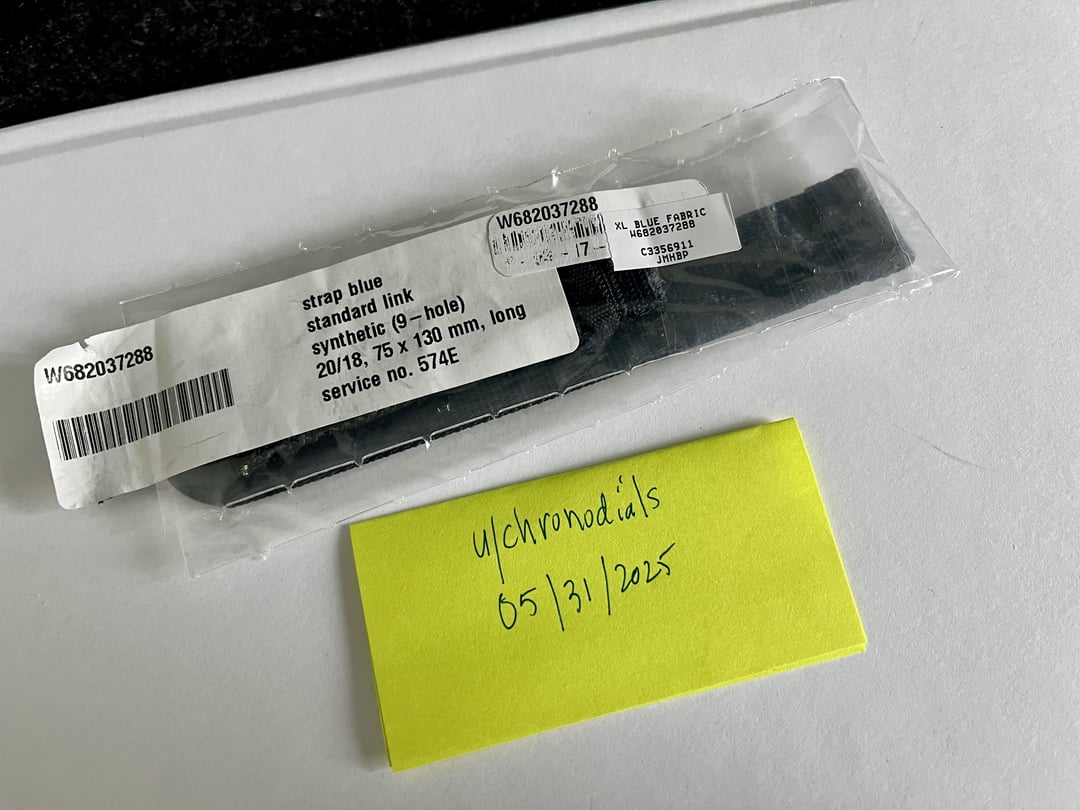 W682037288
strap blue
standard link
synthetic (9-hole)
20/18, 75 x 130 mm, long
service no. 574E
W682037288
17
XL BLUE FABRIC
W682037288
C3356911
JMHBP
u/chronodials
05/31/2025